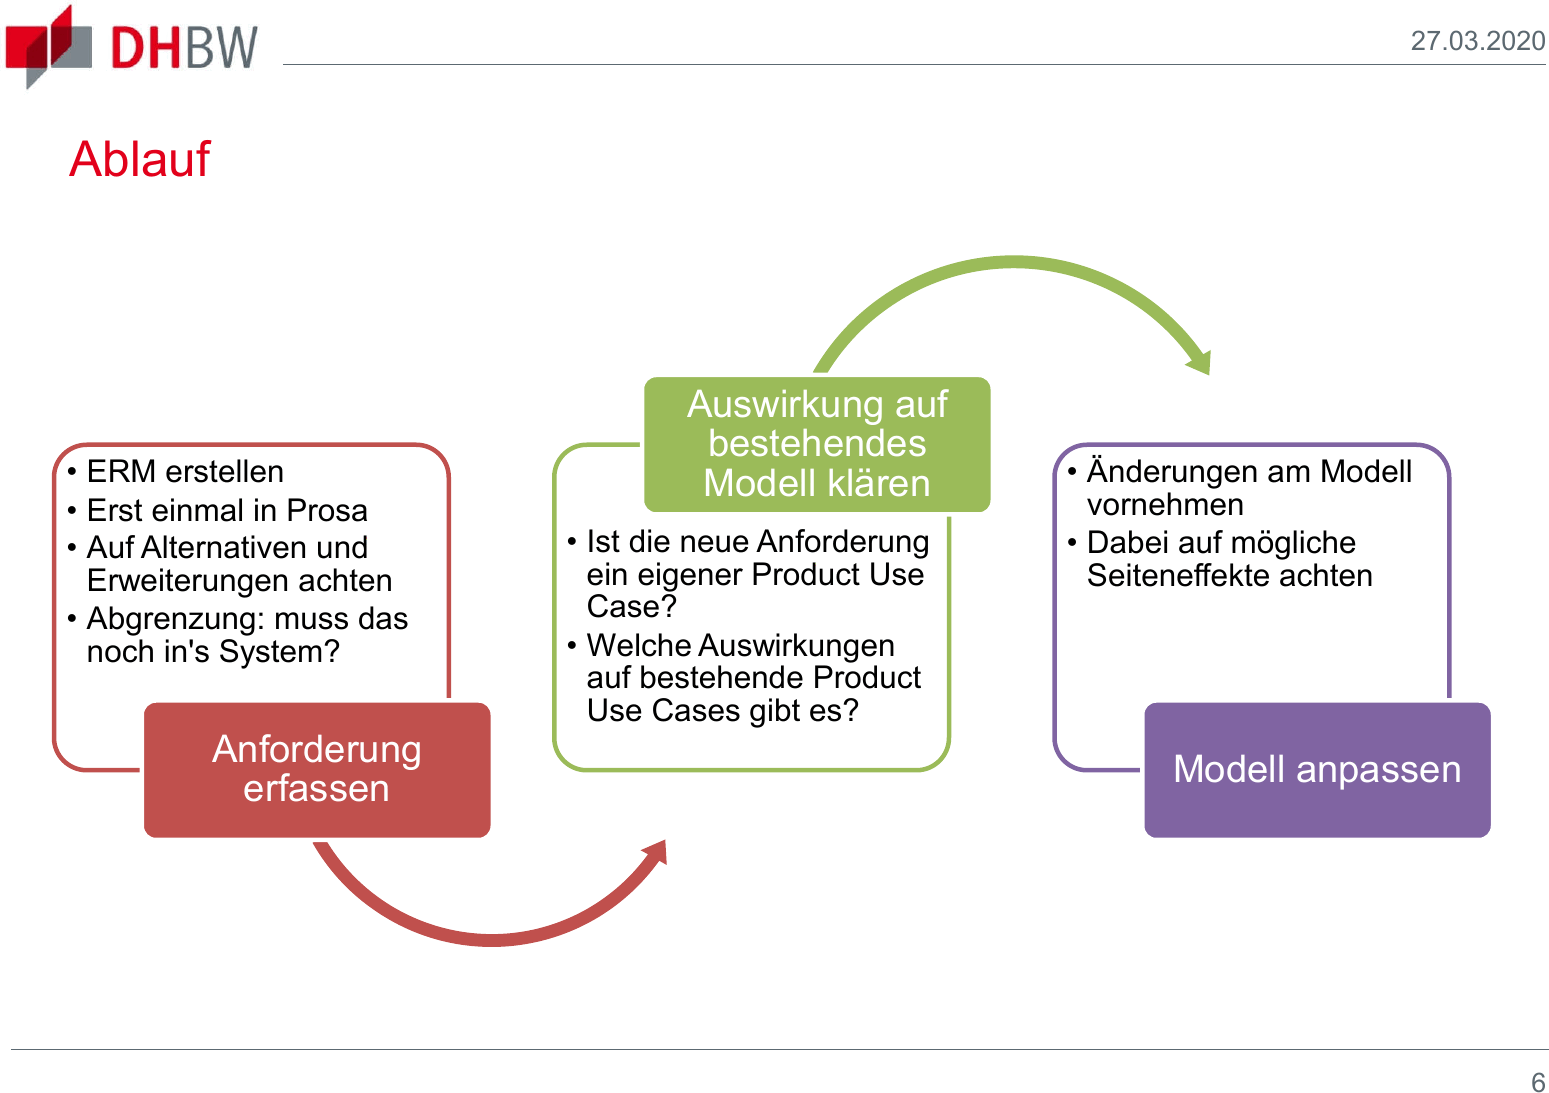 DHBW
27.03.2020
Ablauf
• ERM erstellen
• Erst einmal in Prosa
• Auf Alternativen und
Erweiterungen achten
• Abgrenzung: muss das
noch in's System?
Anforderung
erfassen
Auswirkung auf
bestehendes
Modell klären
• Ist die neue Anforderung
ein eigener Product Use
Case?
• Welche Auswirkungen
auf bestehende Product
Use Cases gibt es?
• Änderungen am Modell
vornehmen
• Dabei auf mögliche
Seiteneffekte achten
Modell anpassen
6